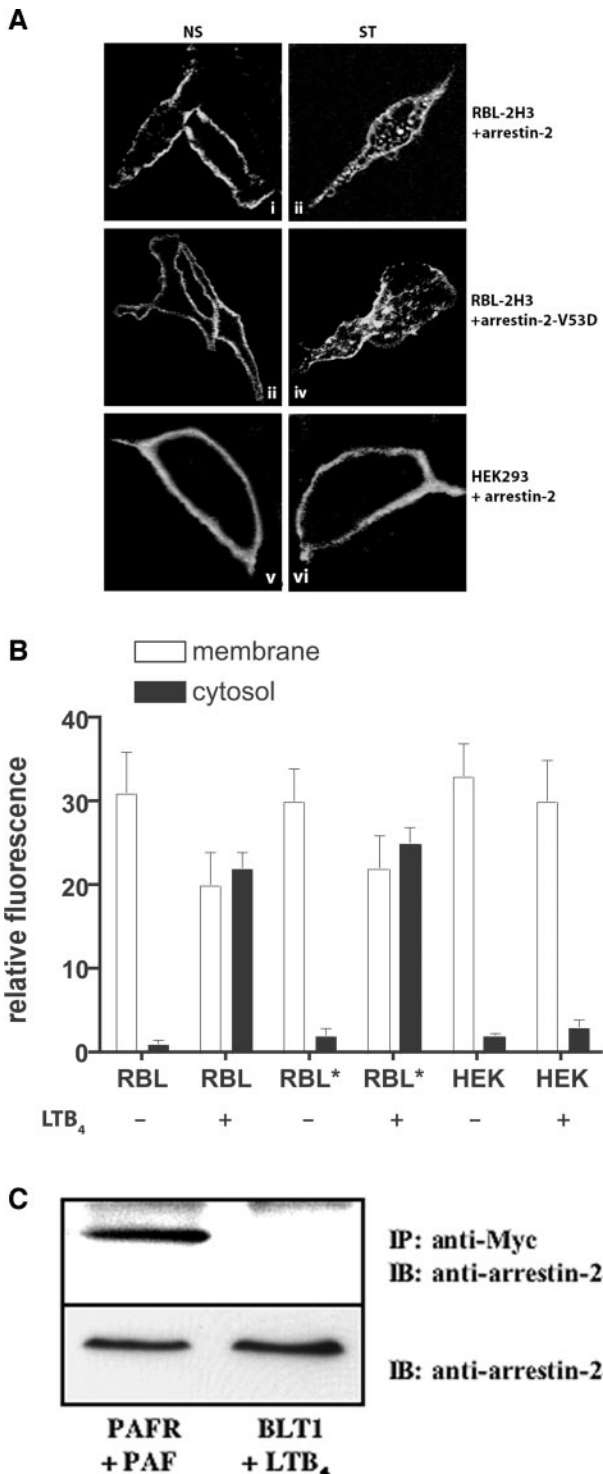 A
NS ST
i ii
RBL-2H3
+arrestin-2
ii iv
RBL-2H3
+arrestin-2-V53D
v vi
HEK293
+ arrestin-2
B
membrane
cytosol
relative fluorescence
40
30
20
10
0
RBL RBL RBL* RBL* HEK HEK
LTB₄ – + – + – +
C
IP: anti-Myc
IB: anti-arrestin-2
IB: anti-arrestin-2
PAFR BLT1
+ PAF + LTB₄